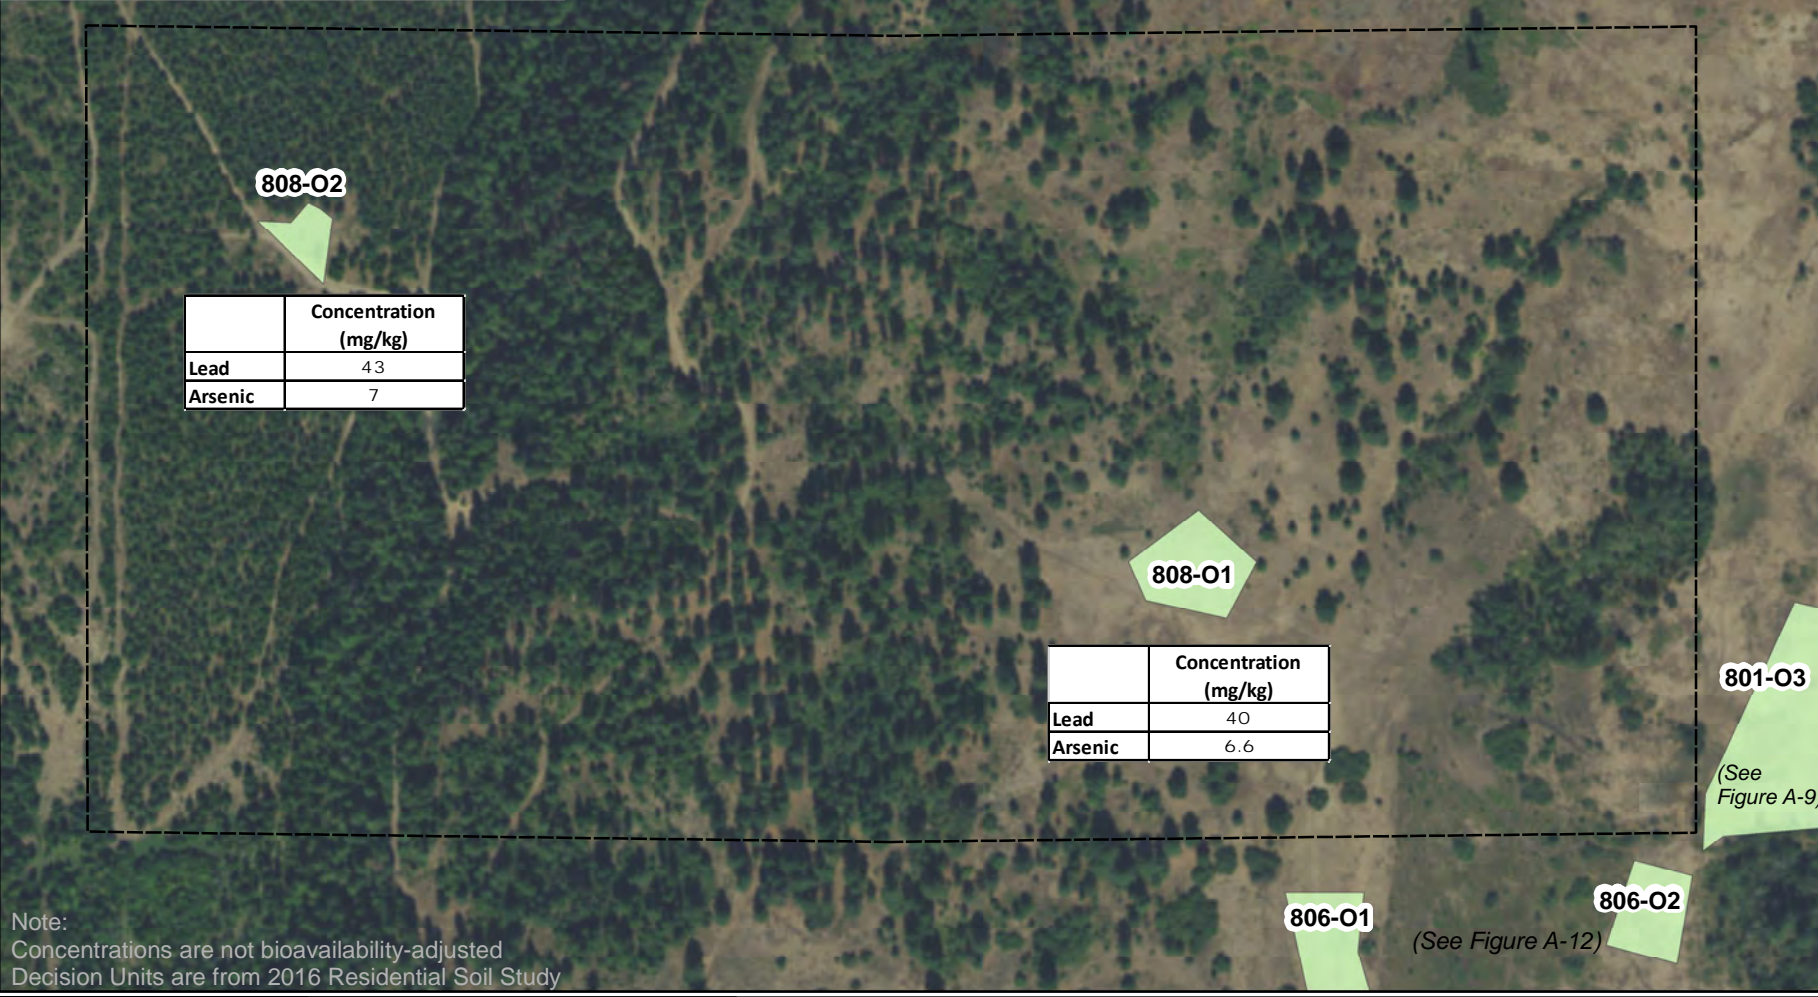 808-O2
Concentration
(mg/kg)
Lead 43
Arsenic 7
808-O1
Concentration
(mg/kg)
Lead 40
Arsenic 6.6
801-O3
(See
Figure A-9)
806-O2
806-O1
(See Figure A-12)
Note:
Concentrations are not bioavailability-adjusted
Decision Units are from 2016 Residential Soil Study